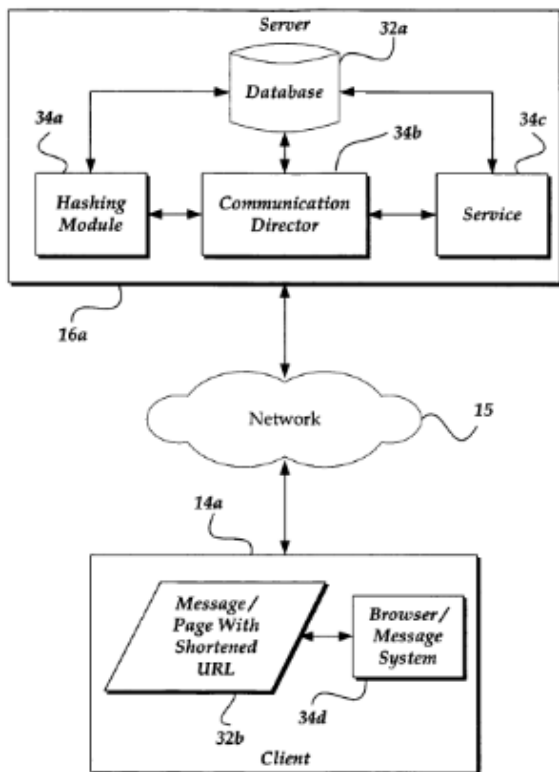 Server
32a
Database
34a
34b
34c
Hashing
Module
Communication
Director
Service
16a
Network
15
14a
Message/
Page With
Shortened
URL
Browser/
Message
System
32b
34d
Client